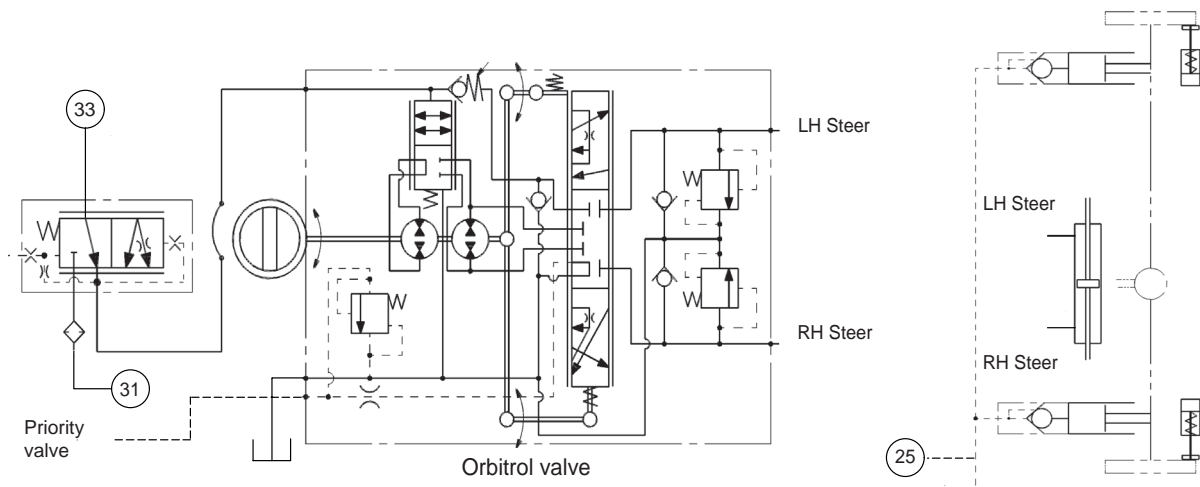 33
LH Steer
LH Steer
RH Steer
RH Steer
31
Priority
valve
Orbitrol valve
25